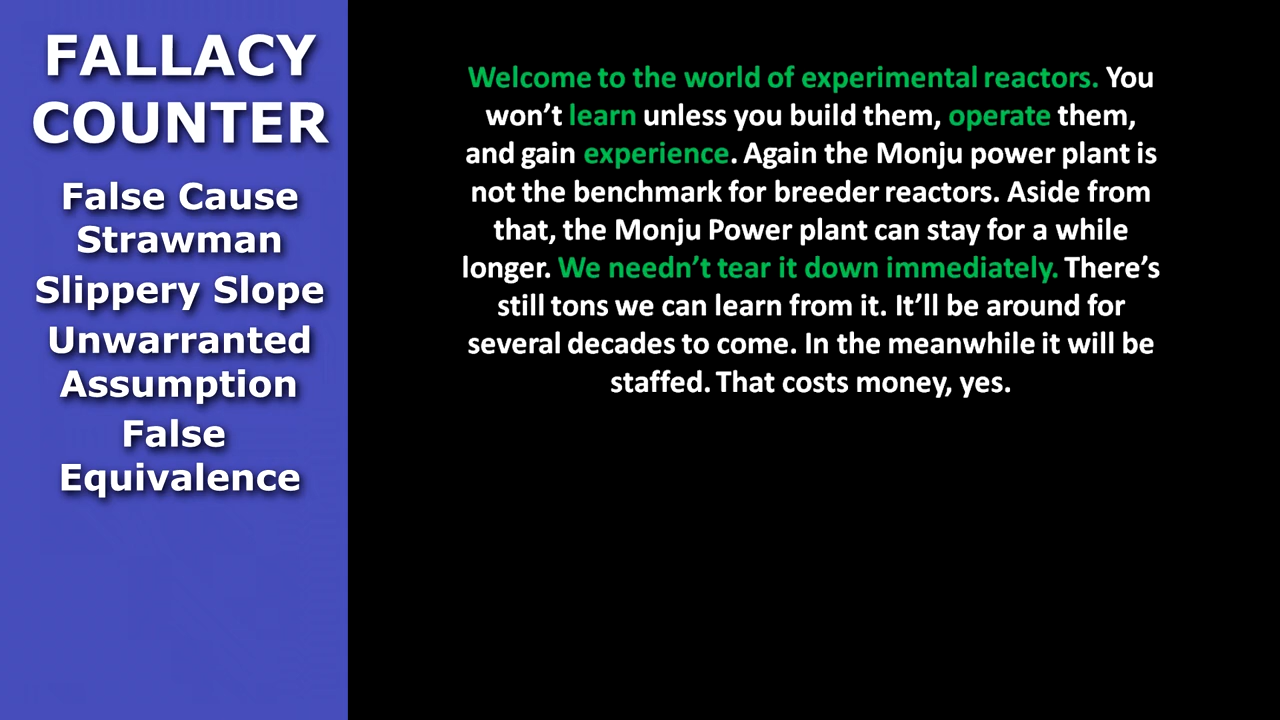 FALLACY
COUNTER
False Cause
Strawman
Slippery Slope
Unwarranted
Assumption
False
Equivalence
Welcome to the world of experimental reactors. You
won’t learn unless you build them, operate them,
and gain experience. Again the Monju power plant is
not the benchmark for breeder reactors. Aside from
that, the Monju Power plant can stay for a while
longer. We needn’t tear it down immediately. There’s
still tons we can learn from it. It’ll be around for
several decades to come. In the meanwhile it will be
staffed. That costs money, yes.